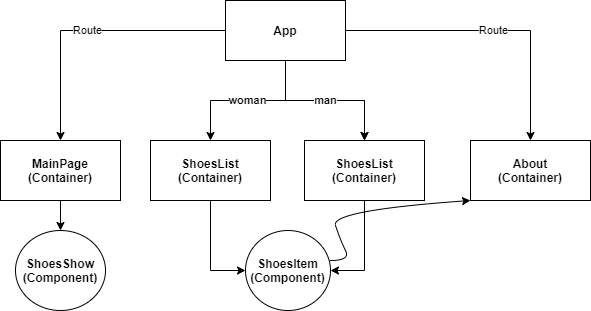 App
Route
Route
woman
man
MainPage
(Container)
ShoesList
(Container)
ShoesList
(Container)
About
(Container)
ShoesShow
(Component)
ShoesItem
(Component)